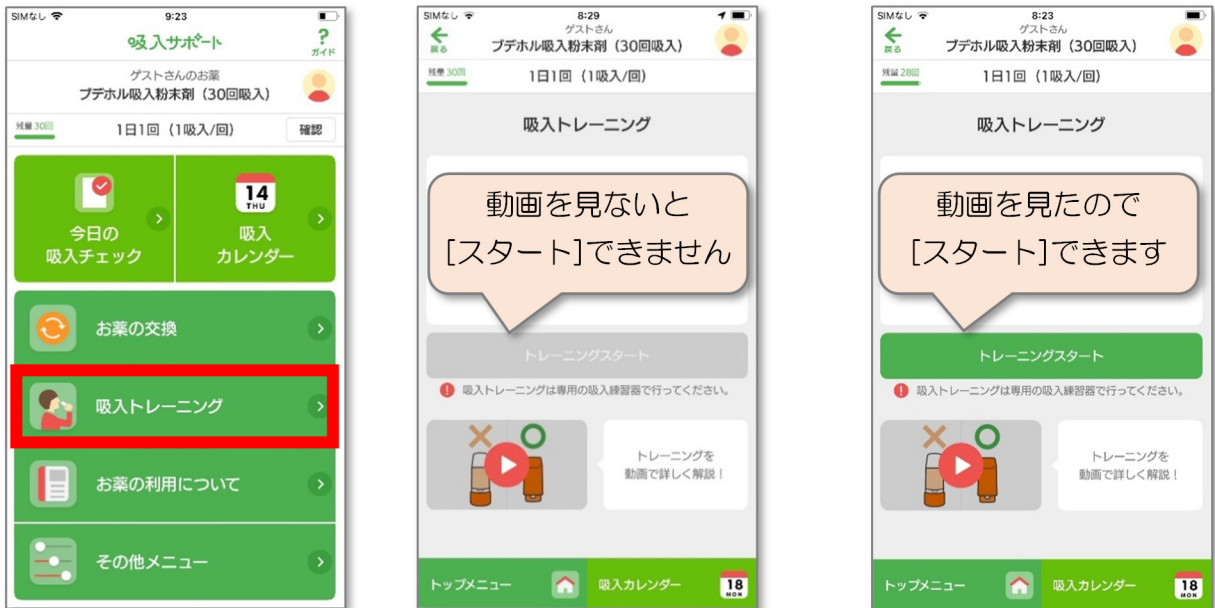 SIMなし 9:23
吸入サポート
?
ガイド
ゲストさんのお薬
ブデホル吸入粉末剤（30回吸入）
残量 30回
1日1回（1吸入/回）
確認
今日の
吸入チェック
14
THU
吸入
カレンダー
お薬の交換
吸入トレーニング
お薬の利用について
その他メニュー
SIMなし 8:29
戻る
ゲストさん
ブデホル吸入粉末剤（30回吸入）
残量 30回
1日1回（1吸入/回）
吸入トレーニング
動画を見ないと
[スタート]できません
トレーニングスタート
! 吸入トレーニングは専用の吸入練習器で行ってください。
トレーニングを
動画で詳しく解説！
トップメニュー
吸入カレンダー
18
MON
SIMなし 8:23
戻る
ゲストさん
ブデホル吸入粉末剤（30回吸入）
残量 28回
1日1回（1吸入/回）
吸入トレーニング
動画を見たので
[スタート]できます
トレーニングスタート
! 吸入トレーニングは専用の吸入練習器で行ってください。
トレーニングを
動画で詳しく解説！
トップメニュー
吸入カレンダー
18
MON